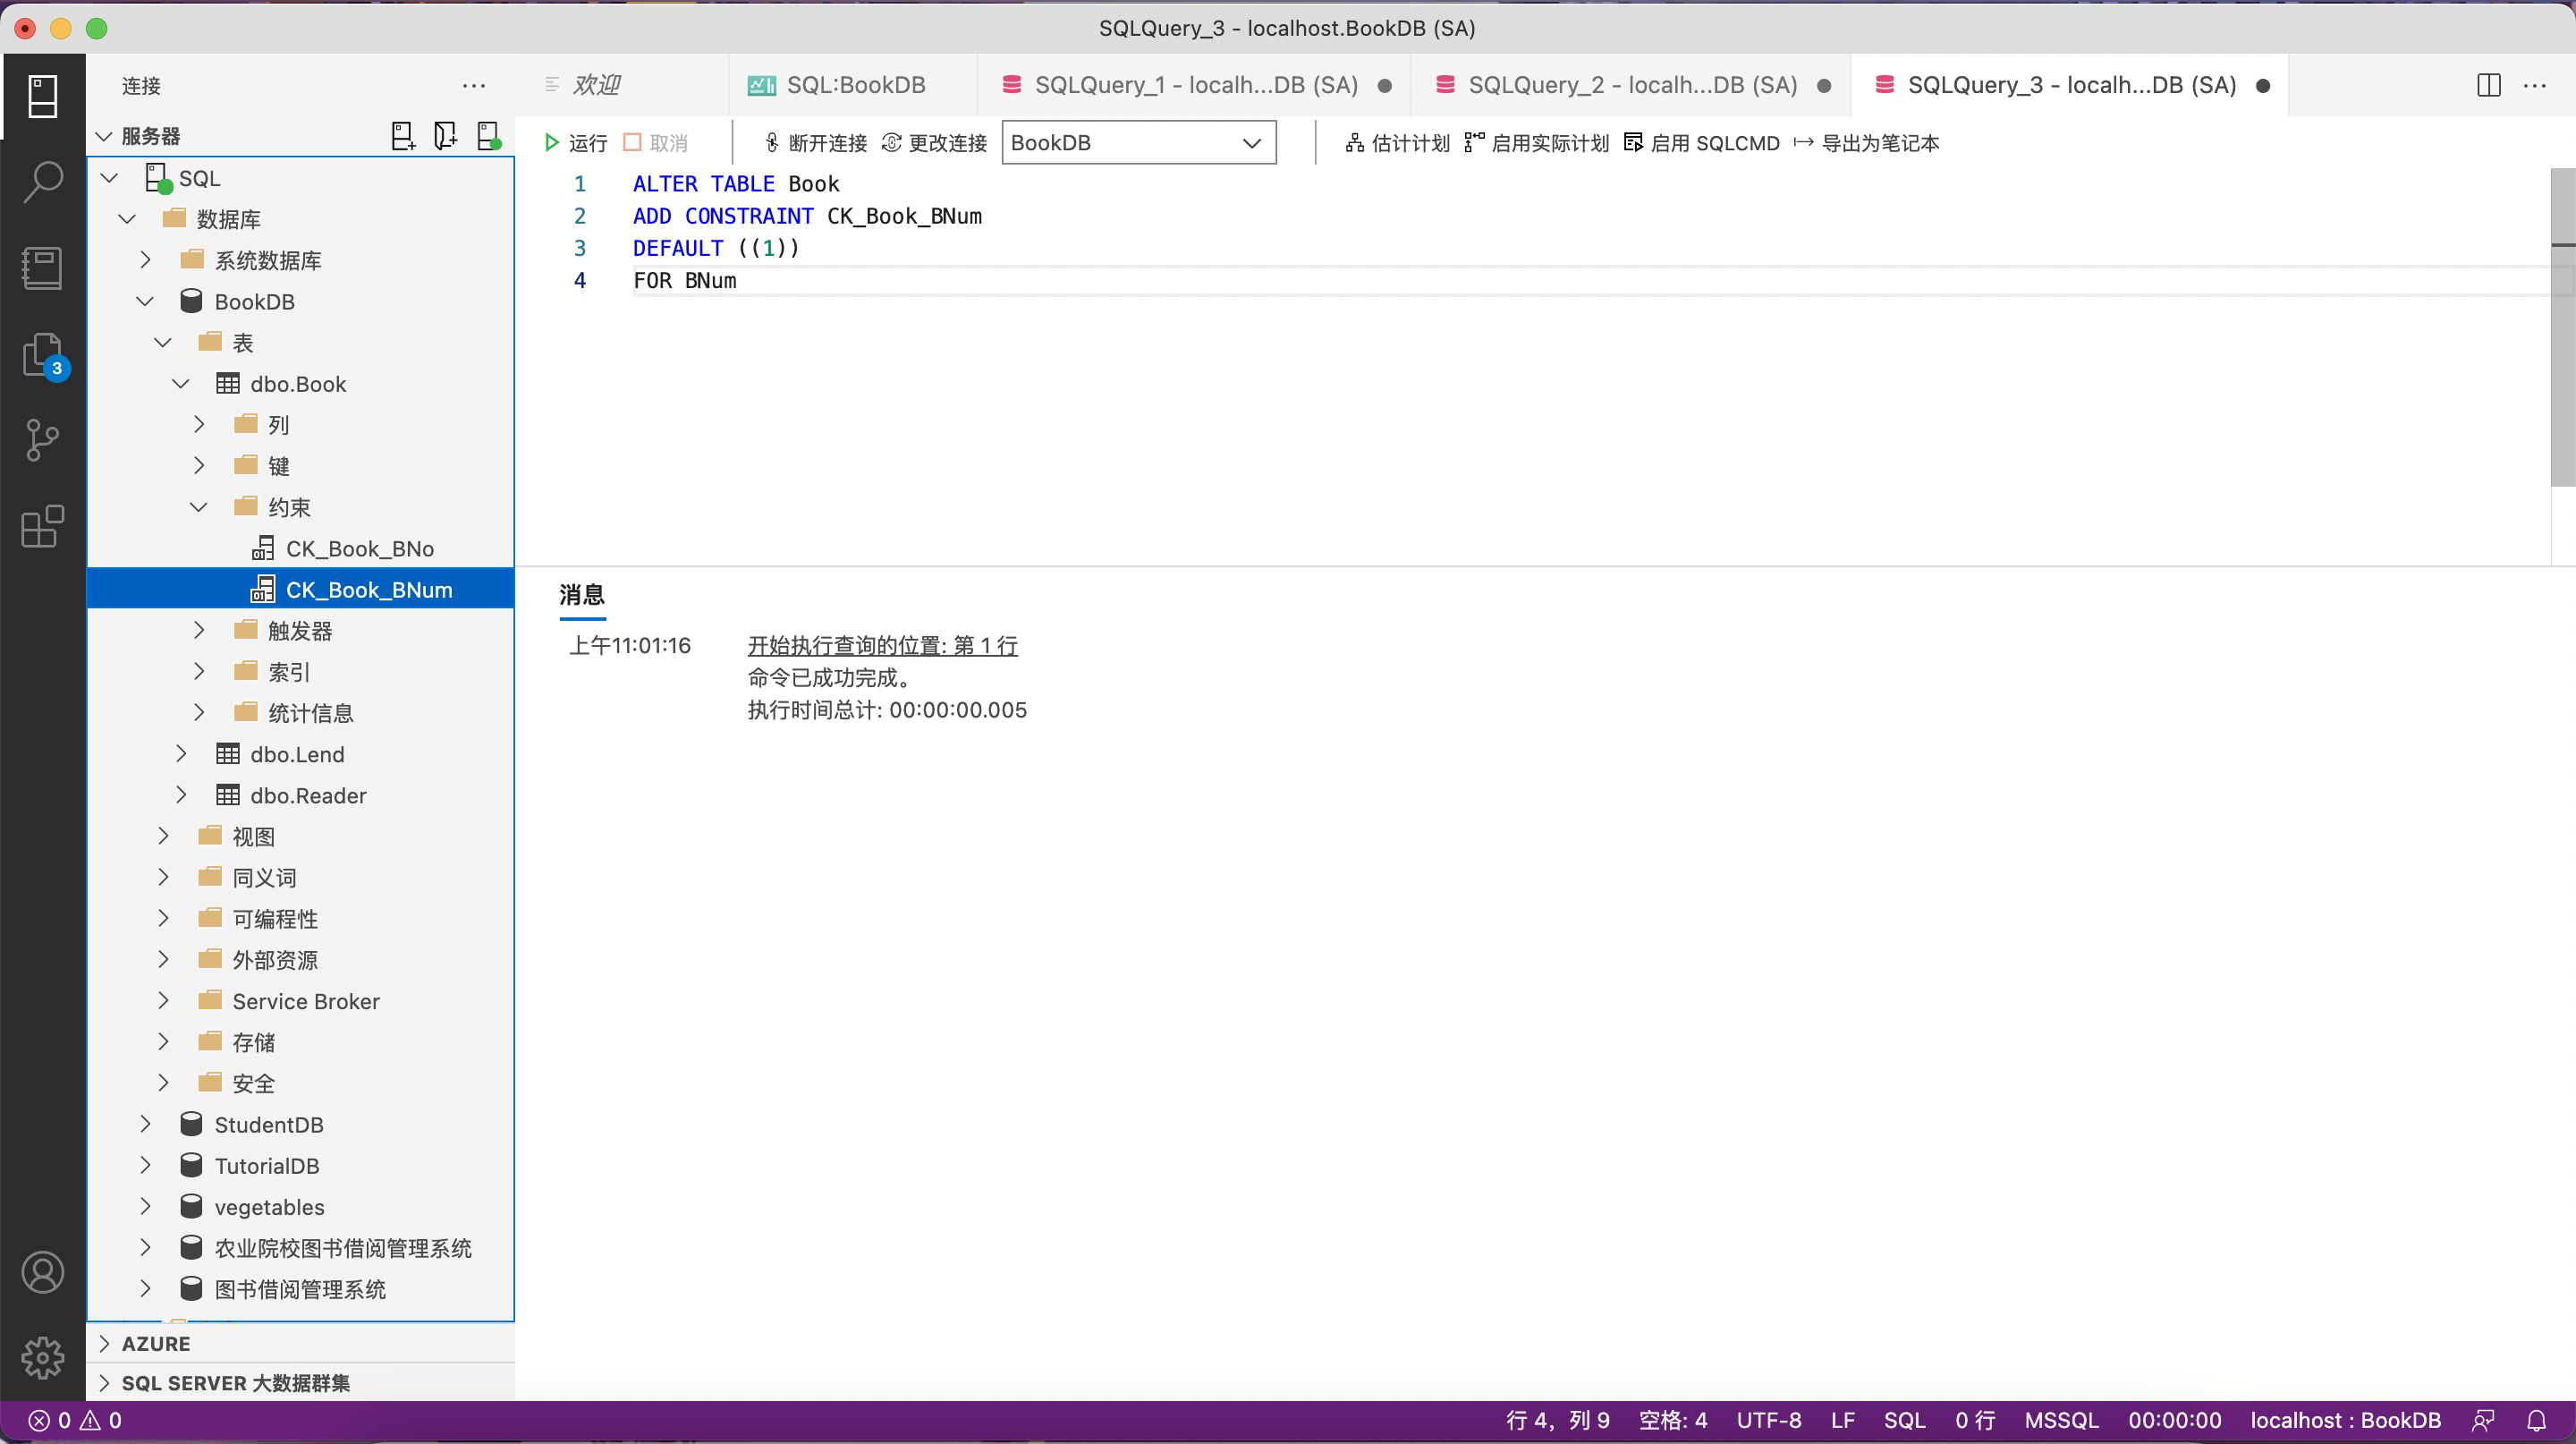 SQLQuery_3 - localhost.BookDB (SA)
连接
欢迎
SQL:BookDB
SQLQuery_1 - localh...DB (SA)
SQLQuery_2 - localh...DB (SA)
SQLQuery_3 - localh...DB (SA)
服务器
运行
取消
断开连接
更改连接
BookDB
估计计划
启用实际计划
启用 SQLCMD
导出为笔记本
SQL
数据库
系统数据库
BookDB
表
dbo.Book
列
键
约束
CK_Book_BNo
CK_Book_BNum
触发器
索引
统计信息
dbo.Lend
dbo.Reader
视图
同义词
可编程性
外部资源
Service Broker
存储
安全
StudentDB
TutorialDB
vegetables
农业院校图书借阅管理系统
图书借阅管理系统
AZURE
SQL SERVER 大数据群集
3
1 ALTER TABLE Book
2 ADD CONSTRAINT CK_Book_BNum
3 DEFAULT ((1))
4 FOR BNum
消息
上午11:01:16 开始执行查询的位置: 第 1 行
命令已成功完成。
执行时间总计: 00:00:00.005
0 0
行 4，列 9
空格: 4
UTF-8
LF
SQL
0 行
MSSQL
00:00:00
localhost : BookDB